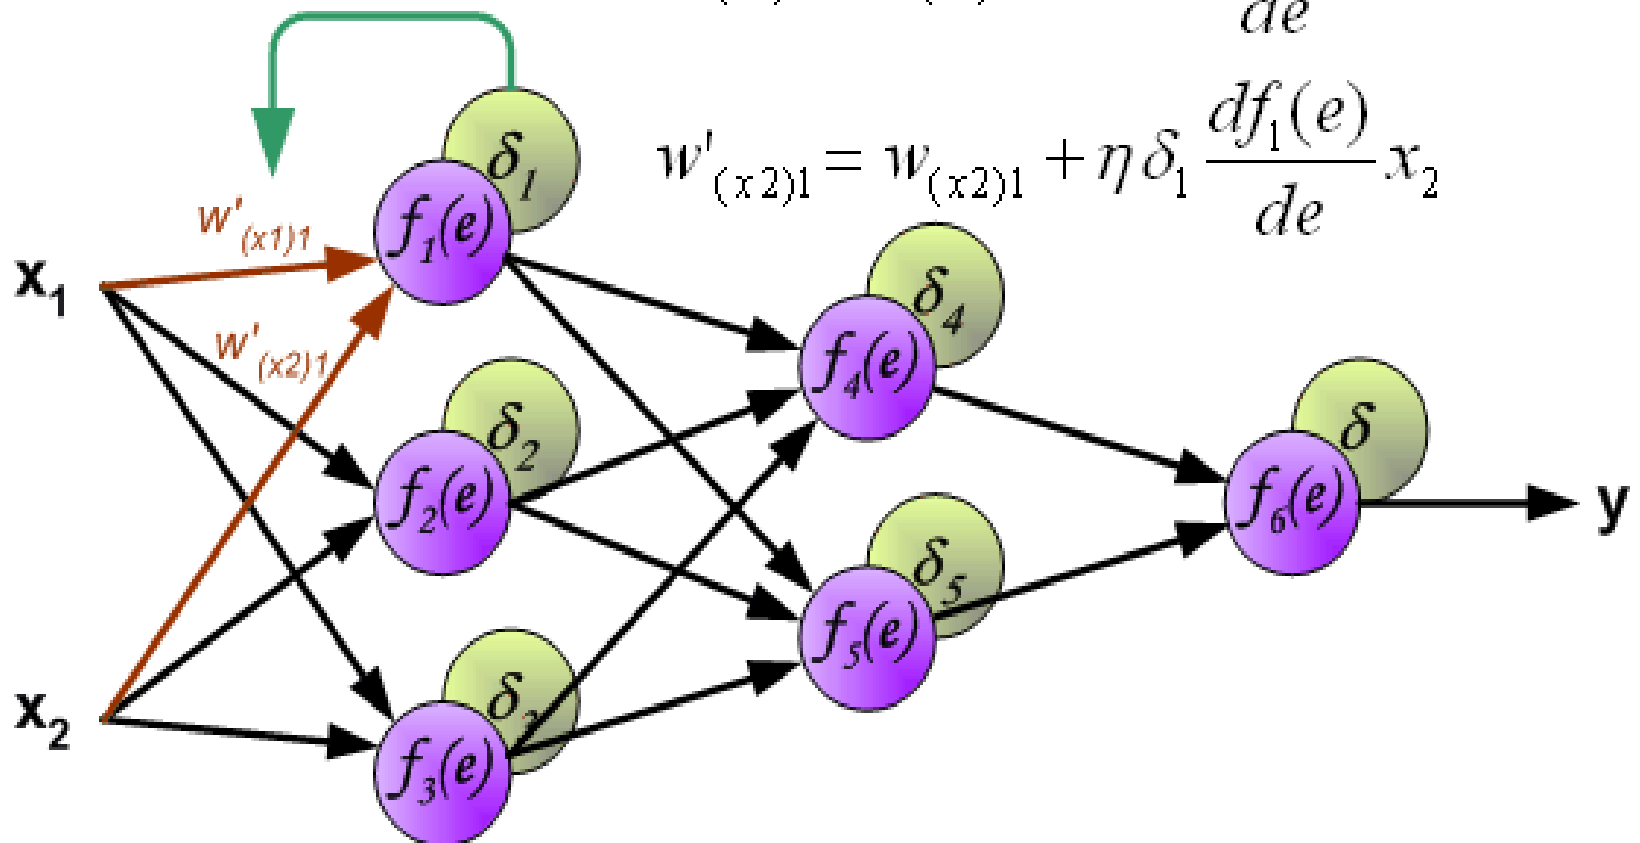 de
w'(x2)1 = w(x2)1 + η δ1 df1(e)/de x2
δ1
f1(e)
w'(x1)1
x1
w'(x2)1
δ4
f4(e)
δ2
f2(e)
δ
f6(e)
y
δ5
f5(e)
x2
δ
f3(e)